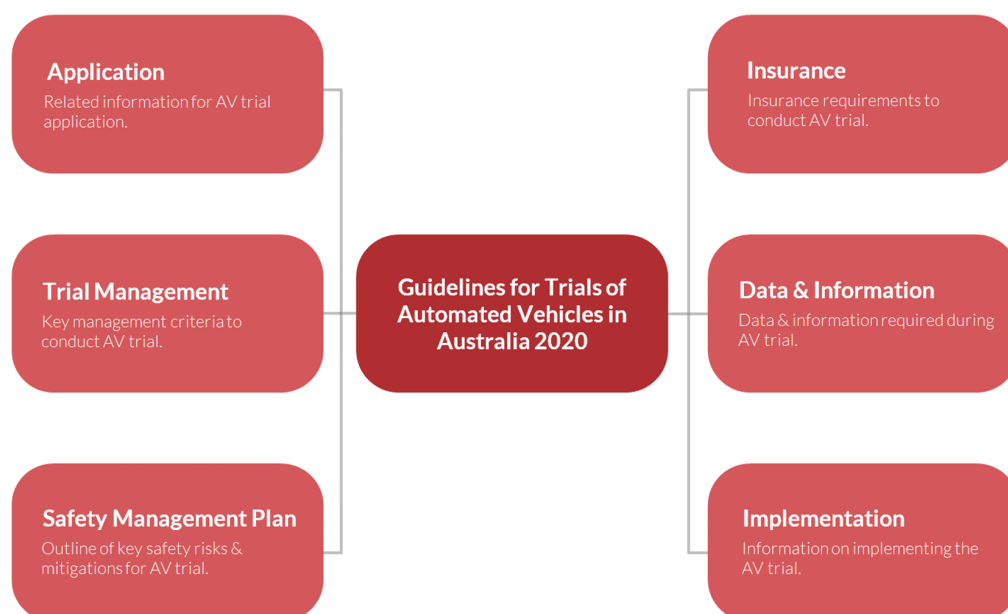 Application
Related information for AV trial
application.
Trial Management
Key management criteria to
conduct AV trial.
Safety Management Plan
Outline of key safety risks &
mitigations for AV trial.
Guidelines for Trials of
Automated Vehicles in
Australia 2020
Insurance
Insurance requirements to
conduct AV trial.
Data & Information
Data & information required during
AV trial.
Implementation
Information on implementing the
AV trial.